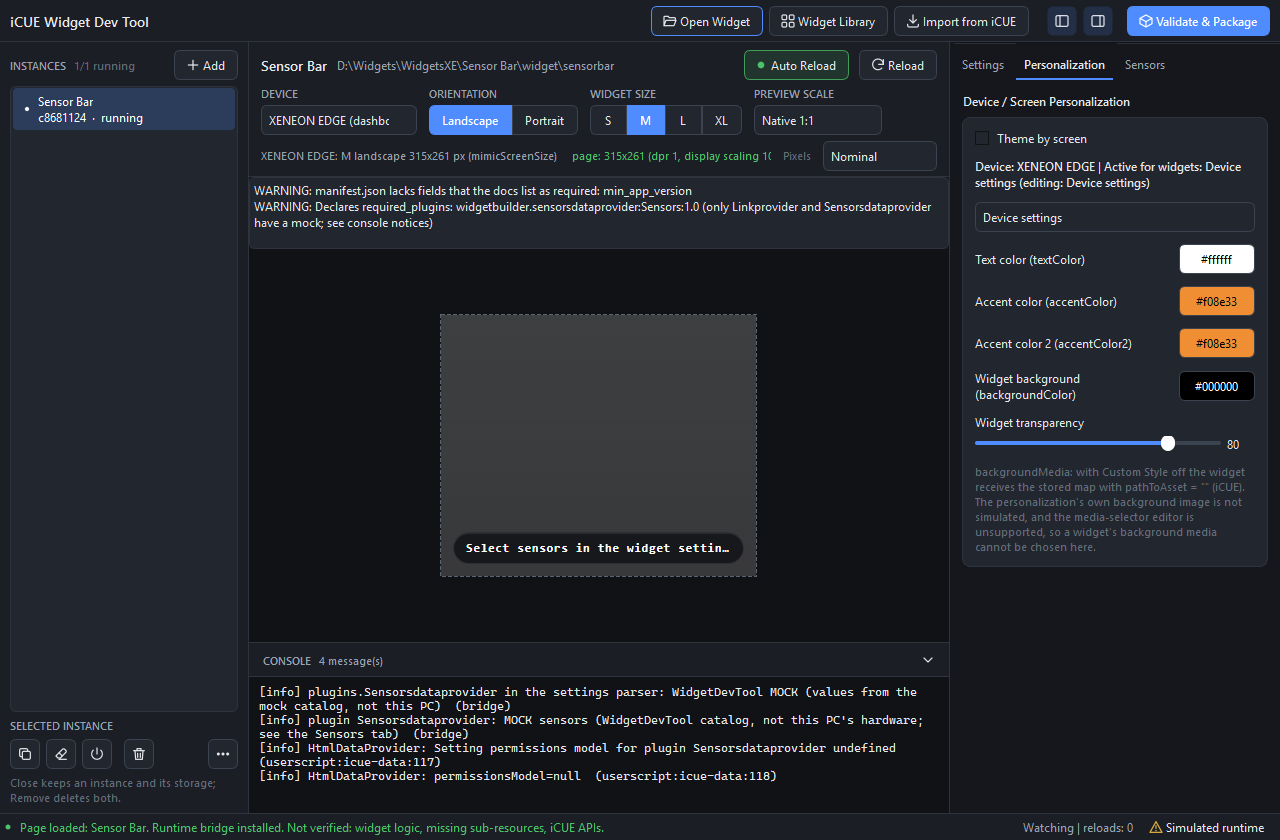 iCUE Widget Dev Tool
Open Widget
Widget Library
Import from iCUE
Validate & Package
INSTANCES 1/1 running
Add
Sensor Bar
c8681124 · running
SELECTED INSTANCE
Close keeps an instance and its storage;
Remove deletes both.
Sensor Bar D:\Widgets\WidgetsXE\Sensor Bar\widget\sensorbar
Auto Reload
Reload
DEVICE
ORIENTATION
WIDGET SIZE
PREVIEW SCALE
XENEON EDGE (dashbc
Landscape
Portrait
S
M
L
XL
Native 1:1
XENEON EDGE: M landscape 315x261 px (mimicScreenSize)
page: 315x261 (dpr 1, display scaling 10
Pixels
Nominal
WARNING: manifest.json lacks fields that the docs list as required: min_app_version
WARNING: Declares required_plugins: widgetbuilder.sensorsdataprovider:Sensors:1.0 (only Linkprovider and Sensorsdataprovider
have a mock; see console notices)
Select sensors in the widget settin…
CONSOLE 4 message(s)
[info] plugins.Sensorsdataprovider in the settings parser: WidgetDevTool MOCK (values from the
mock catalog, not this PC) (bridge)
[info] plugin Sensorsdataprovider: MOCK sensors (WidgetDevTool catalog, not this PC's hardware;
see the Sensors tab) (bridge)
[info] HtmlDataProvider: Setting permissions model for plugin Sensorsdataprovider undefined
(userscript:icue-data:117)
[info] HtmlDataProvider: permissionsModel=null (userscript:icue-data:118)
Settings
Personalization
Sensors
Device / Screen Personalization
Theme by screen
Device: XENEON EDGE | Active for widgets: Device
settings (editing: Device settings)
Device settings
Text color (textColor)
#ffffff
Accent color (accentColor)
#f08e33
Accent color 2 (accentColor2)
#f08e33
Widget background
(backgroundColor)
#000000
Widget transparency
80
backgroundMedia: with Custom Style off the widget
receives the stored map with pathToAsset = "" (iCUE).
The personalization's own background image is not
simulated, and the media-selector editor is
unsupported, so a widget's background media
cannot be chosen here.
Page loaded: Sensor Bar. Runtime bridge installed. Not verified: widget logic, missing sub-resources, iCUE APIs.
Watching | reloads: 0
Simulated runtime